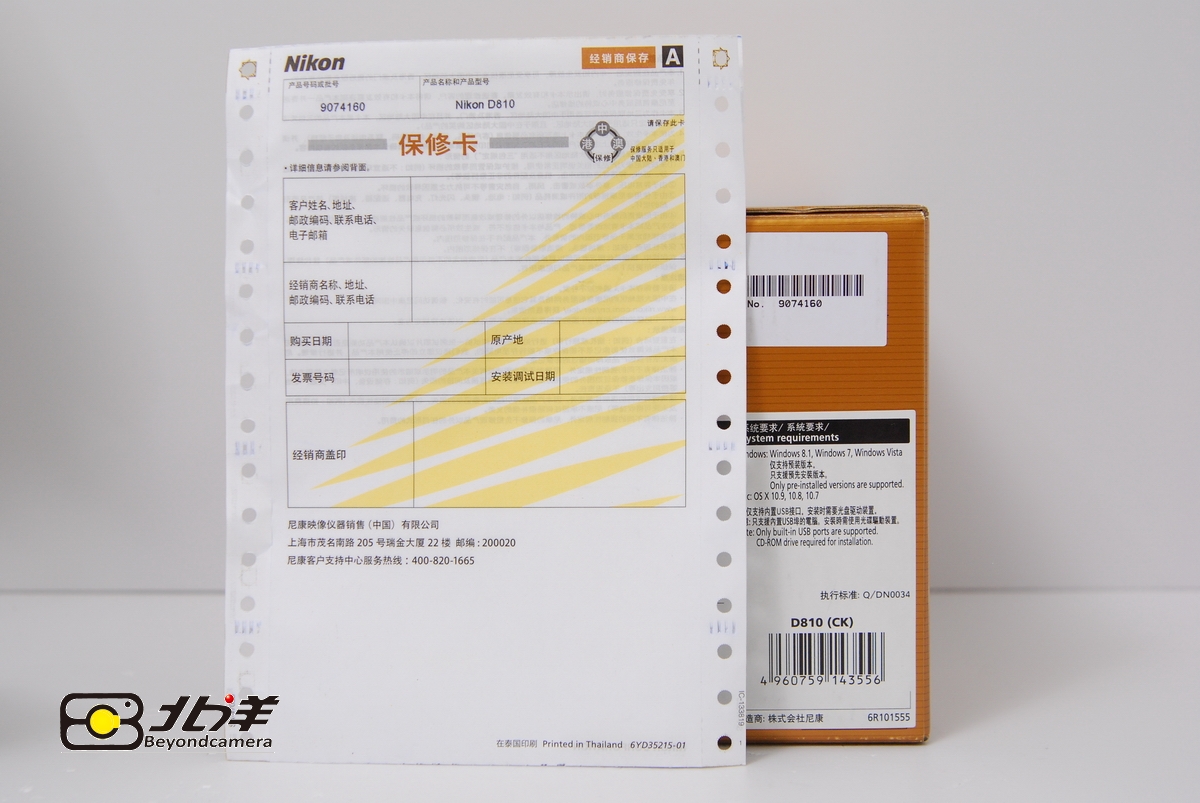 Nikon
经销商保存 A
产品号码或批号
产品名称和产品型号
9074160
Nikon D810
请保存此卡
保修卡
中
港 澳
保修
保修服务只适用于
中国大陆·香港和澳门
•详细信息请参阅背面。
客户姓名、地址、
邮政编码、联系电话、
电子邮箱
经销商名称、地址、
邮政编码、联系电话
购买日期
原产地
发票号码
安装调试日期
经销商盖印
尼康映像仪器销售（中国）有限公司
上海市茂名南路 205 号瑞金大厦 22 楼 邮编：200020
尼康客户支持中心服务热线：400-820-1665
在泰国印刷 Printed in Thailand 6YD35215-01
IC-133819
No. 9074160
系统要求/ 系統要求/
ystem requirements
ndows: Windows 8.1, Windows 7, Windows Vista
仅支持预装版本。
只支援預先安裝版本。
Only pre-installed versions are supported.
c: OS X 10.9, 10.8, 10.7
仅支持内置USB接口，安装时需要光盘驱动装置。
只支援内置USB埠的電腦。安裝時需使用光碟驅動裝置。
te: Only built-in USB ports are supported.
CD-ROM drive required for installation.
执行标准: Q/DN0034
D810 (CK)
4 960759 143556
造商: 株式会社尼康
6R101555
北洋
Beyondcamera